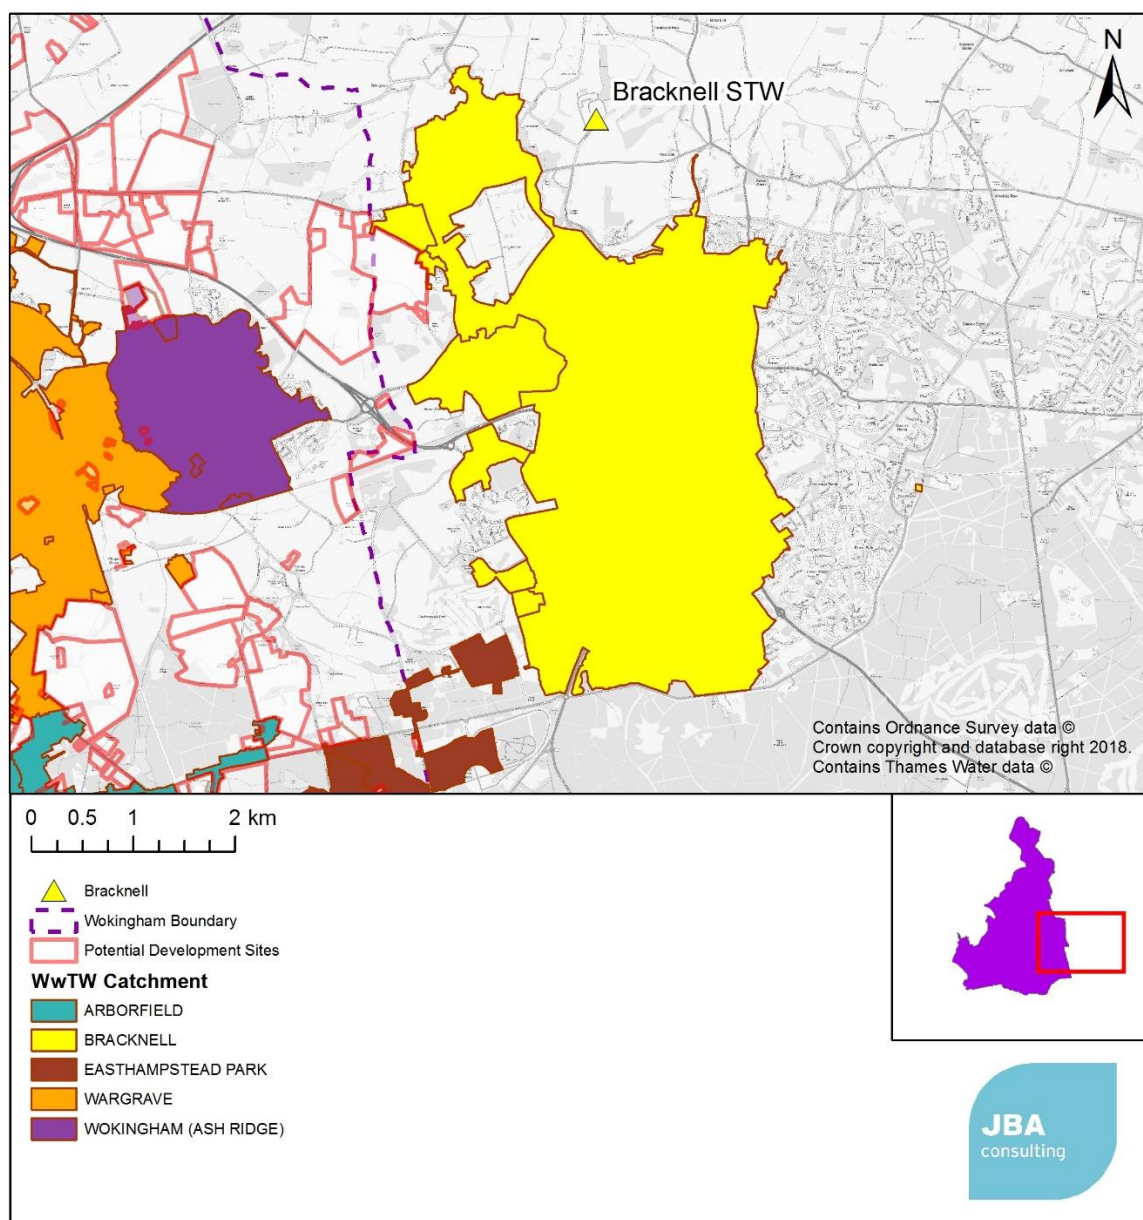 N
Bracknell STW
Contains Ordnance Survey data ©
Crown copyright and database right 2018.
Contains Thames Water data ©
0 0.5 1 2 km
Bracknell
Wokingham Boundary
Potential Development Sites
WwTW Catchment
ARBORFIELD
BRACKNELL
EASTHAMPSTEAD PARK
WARGRAVE
WOKINGHAM (ASH RIDGE)
JBA
consulting